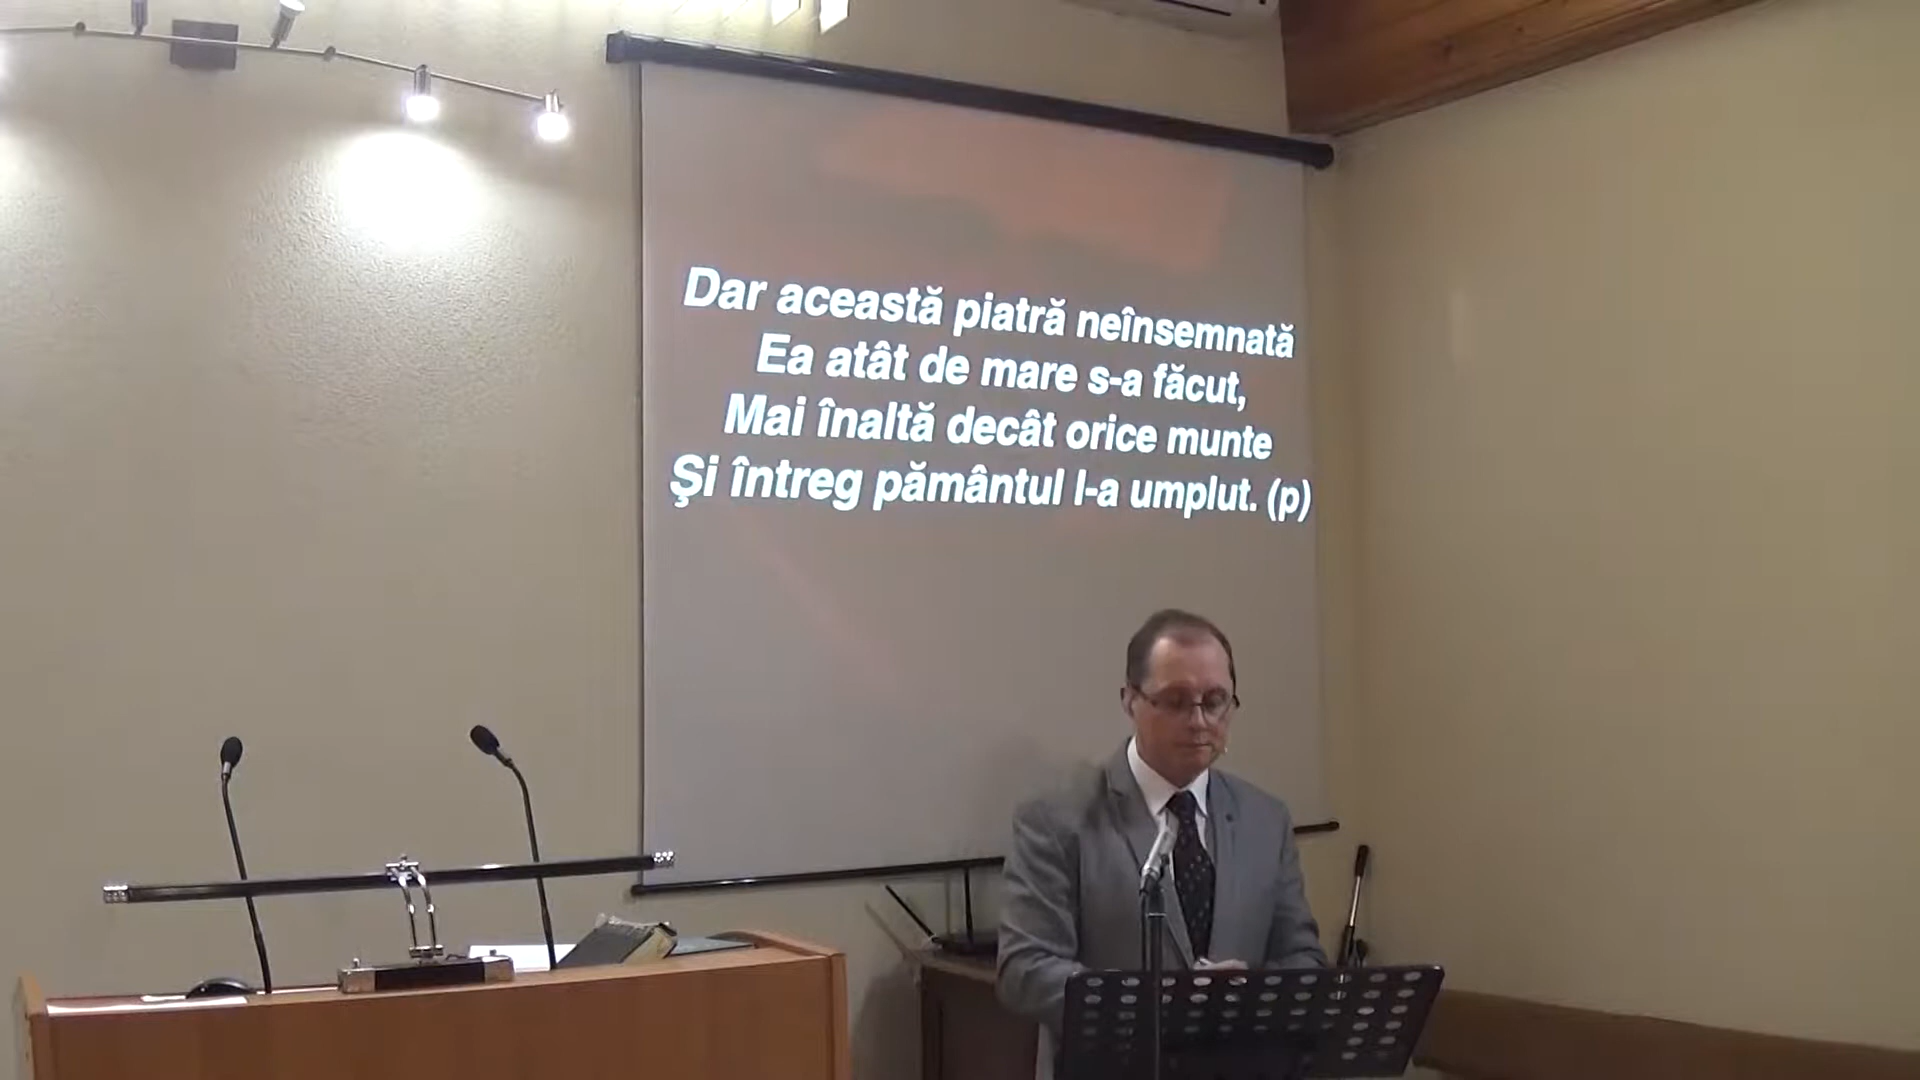 Dar această piatră neînsemnată
Ea atât de mare s-a făcut,
Mai înaltă decât orice munte
Şi întreg pământul l-a umplut. (p)